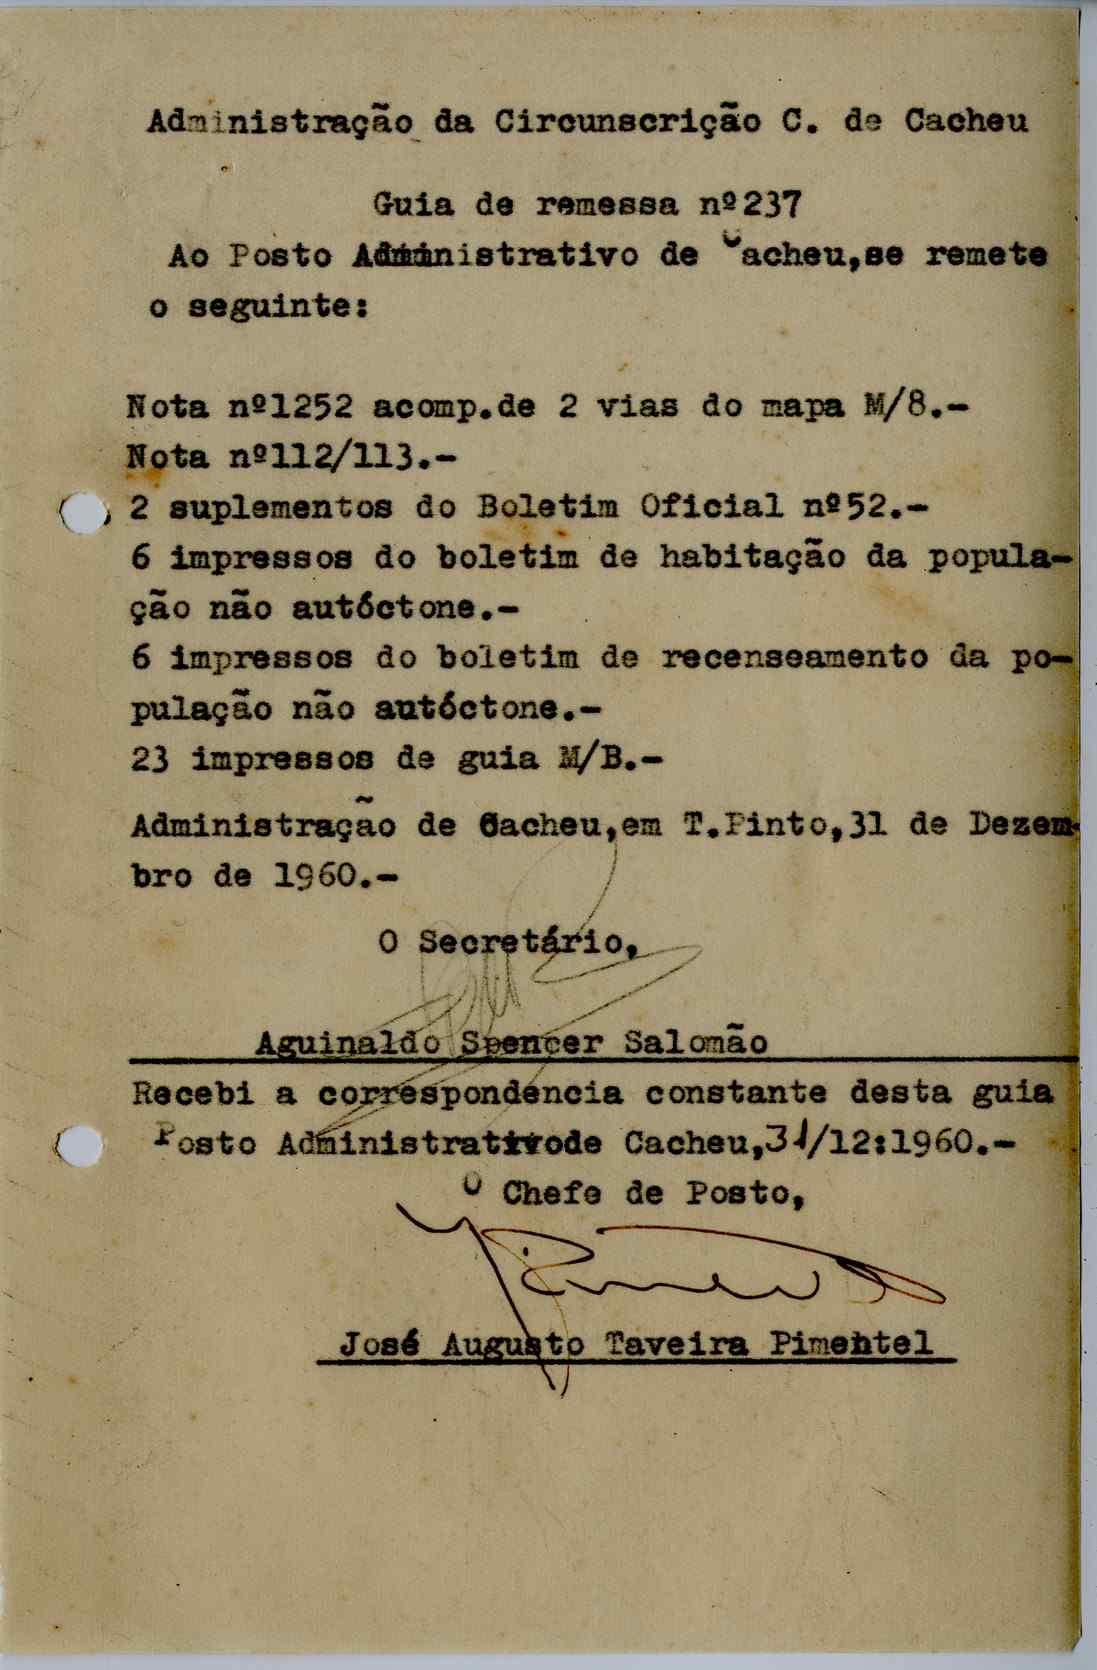 Administração da Circunscrição C. de Cacheu
Guia de remessa nº237
Ao Posto Administrativo de Cacheu,se remete
o seguinte:
Nota nº1252 acomp.de 2 vias do mapa M/8.-
Nota nº112/113.-
2 suplementos do Boletim Oficial nº52.-
6 impressos do boletim de habitação da popula-
ção não autóctone.-
6 impressos do boletim de recenseamento da po-
pulação não autóctone.-
23 impressos de guia M/B.-
Administração de Cacheu,em T.Pinto,31 de Dezem-
bro de 1960.-
O Secretário,
Aguinaldo Spencer Salomão
Recebi a correspondencia constante desta guia
Posto Administrativode Cacheu,31/12:1960.-
O Chefe de Posto,
José Augusto Taveira Pimentel